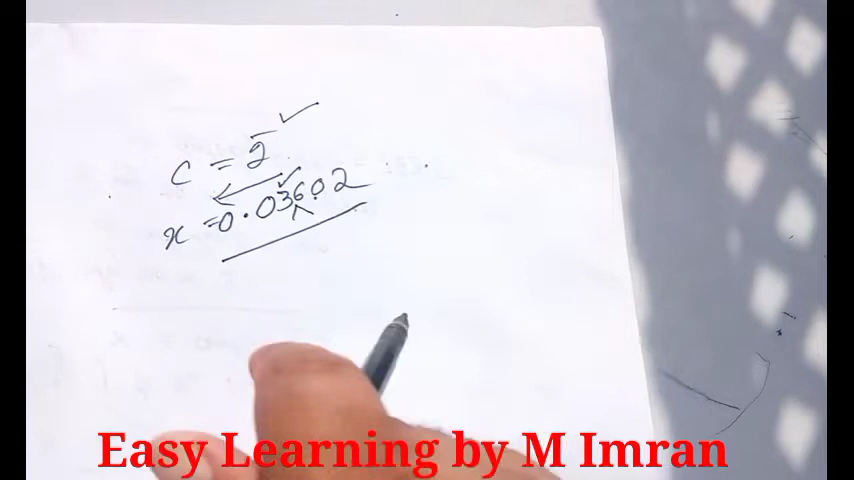 C = 2̅
x = 0.03602
Easy Learning by M Imran